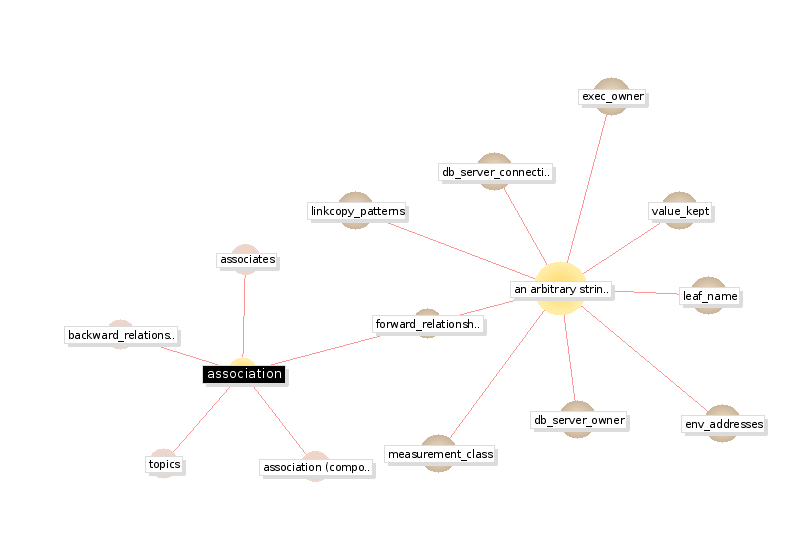 exec_owner
db_server_connecti..
linkcopy_patterns
value_kept
associates
an arbitrary strin..
leaf_name
forward_relationsh..
backward_relations..
association
db_server_owner
env_addresses
measurement_class
topics
association (compo..